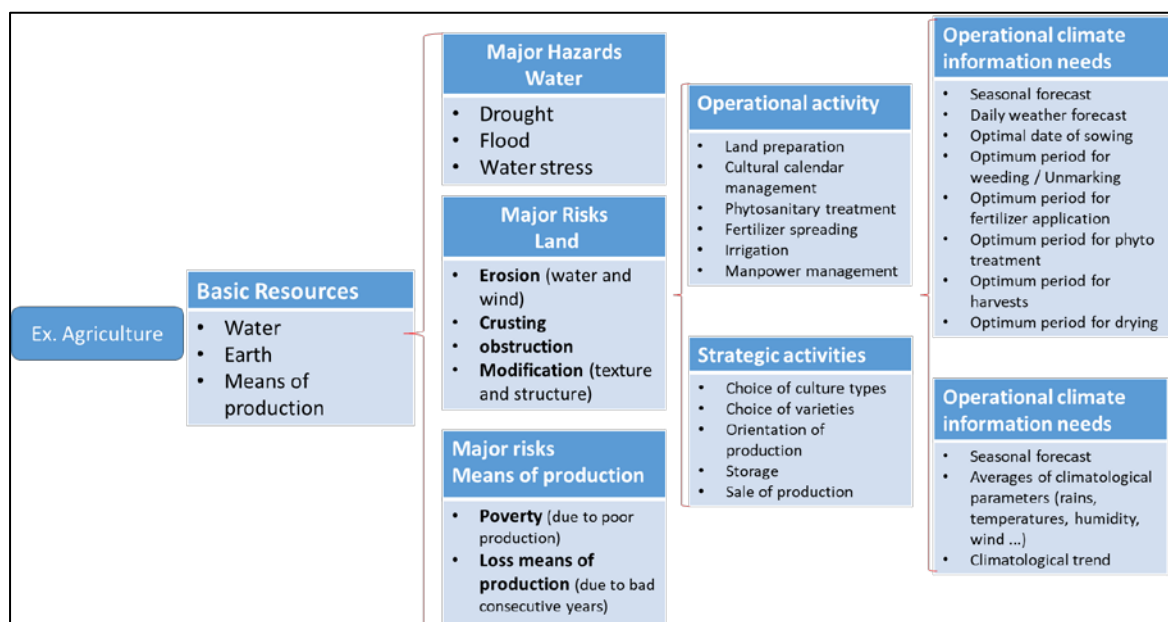 Ex. Agriculture
Basic Resources
• Water
• Earth
• Means of
production
Major Hazards
Water
• Drought
• Flood
• Water stress
Major Risks
Land
• Erosion (water and
wind)
• Crusting
• obstruction
• Modification (texture
and structure)
Major risks
Means of production
• Poverty (due to poor
production)
• Loss means of
production (due to bad
consecutive years)
Operational activity
• Land preparation
• Cultural calendar
management
• Phytosanitary treatment
• Fertilizer spreading
• Irrigation
• Manpower management
Strategic activities
• Choice of culture types
• Choice of varieties
• Orientation of
production
• Storage
• Sale of production
Operational climate
information needs
• Seasonal forecast
• Daily weather forecast
• Optimal date of sowing
• Optimum period for
weeding / Unmarking
• Optimum period for
fertilizer application
• Optimum period for phyto
treatment
• Optimum period for
harvests
• Optimum period for drying
Operational climate
information needs
• Seasonal forecast
• Averages of climatological
parameters (rains,
temperatures, humidity,
wind ...)
• Climatological trend